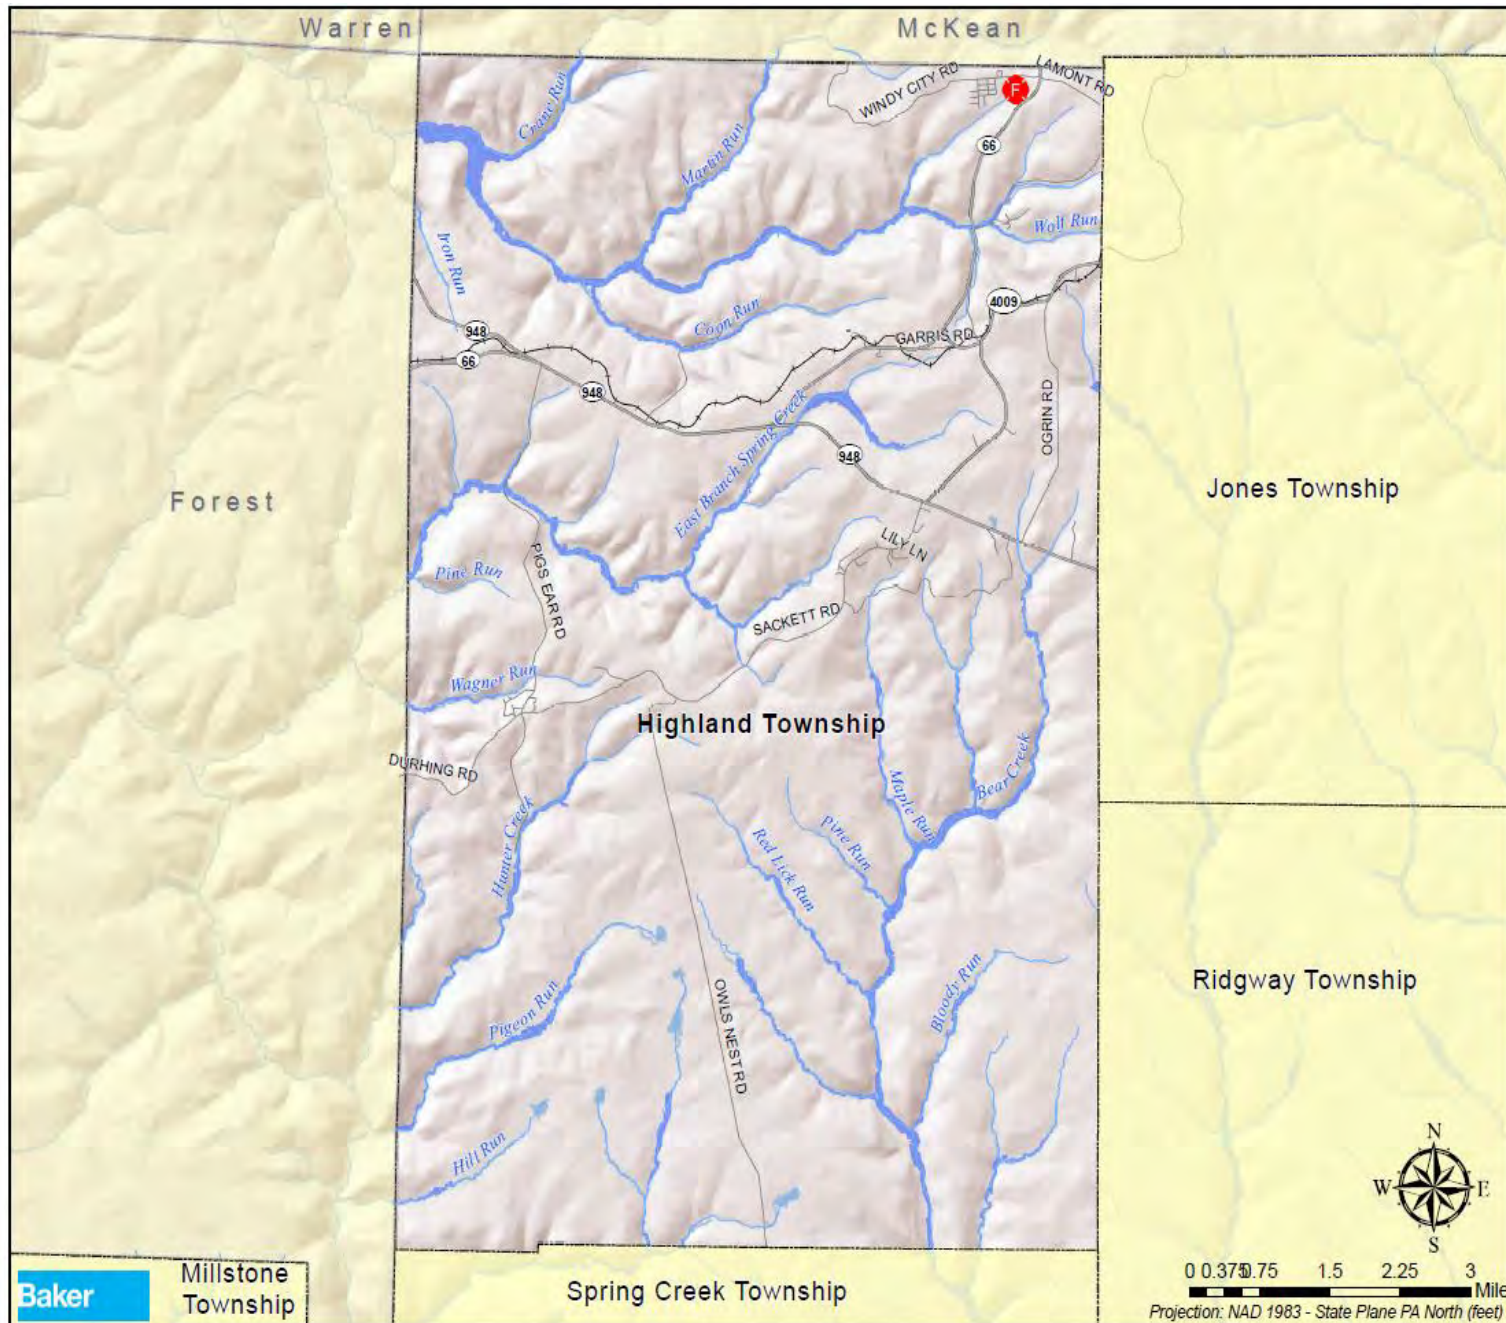 Warren
McKean
Crane Run
Martin Run
WINDY CITY RD
F
LAMONT RD
66
Wolf Run
Iron Run
Coon Run
4009
948
66
GARRIS RD
948
OGRIN RD
East Branch Spring Creek
948
Forest
Jones Township
Pine Run
PIGS EAR RD
LILY LN
SACKETT RD
Wagner Run
Highland Township
DURHING RD
Hunter Creek
Maple Run
Bear Creek
pine Run
Red Lick Run
Bloody Run
Ridgway Township
Pigeon Run
OWLS NEST RD
Hill Run
N
W E
S
Baker
Millstone
Township
Spring Creek Township
0 0.375 0.75 1.5 2.25 3
Mile
Projection: NAD 1983 - State Plane PA North (feet)